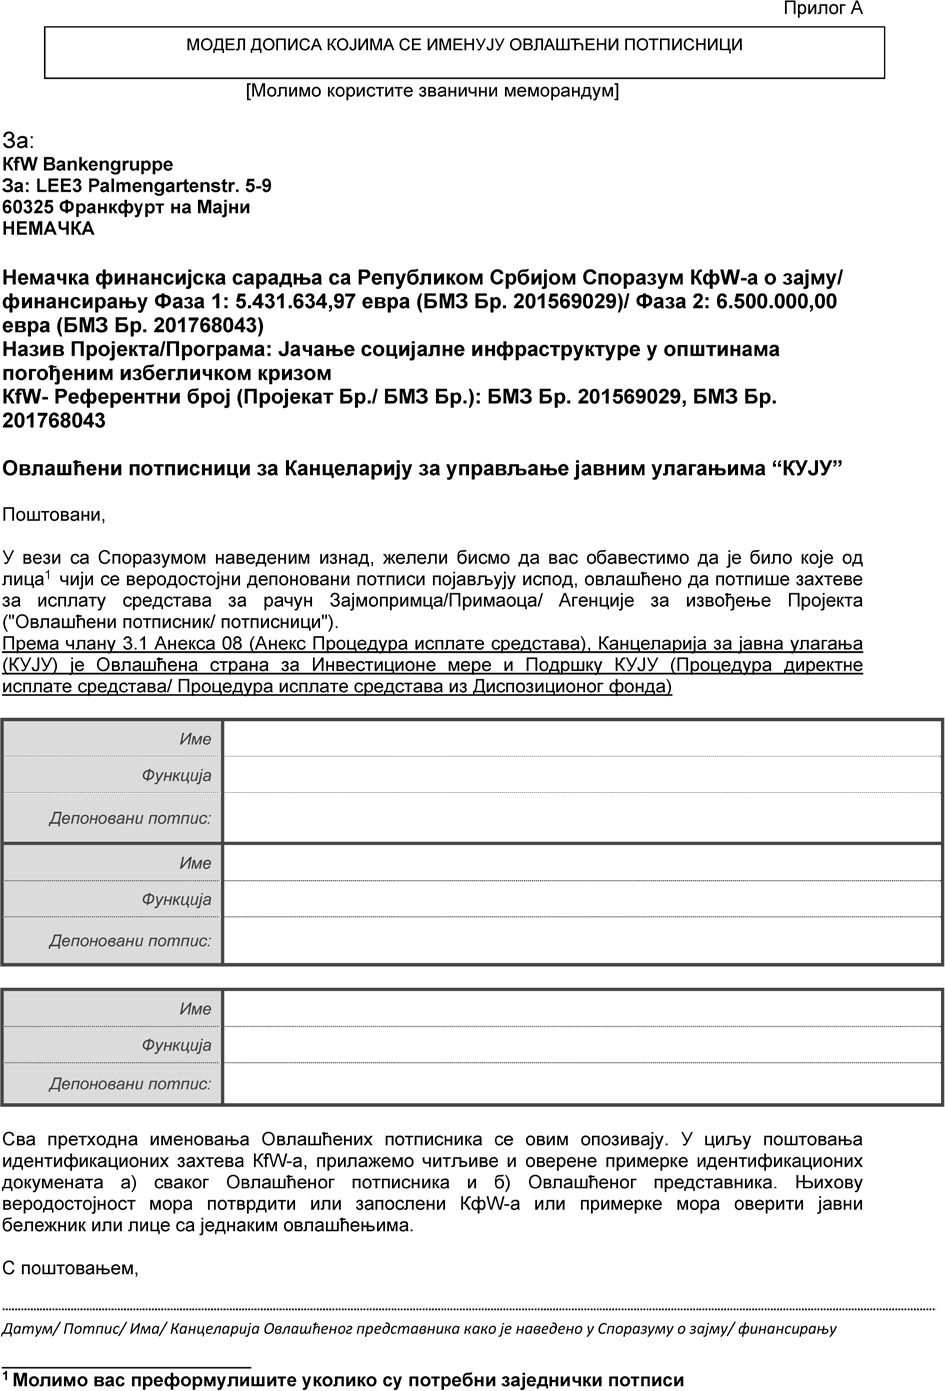 Прилог А
МОДЕЛ ДОПИСА КОЈИМА СЕ ИМЕНУЈУ ОВЛАШЋЕНИ ПОТПИСНИЦИ
[Молимо користите званични меморандум]
За:
КfW Bankengruppe
За: LEE3 Palmengartenstr. 5-9
60325 Франкфурт на Мајни
НЕМАЧКА
Немачка финансијска сарадња са Републиком Србијом Споразум КфW-а о зајму/
финансирању Фаза 1: 5.431.634,97 евра (БМЗ Бр. 201569029)/ Фаза 2: 6.500.000,00
евра (БМЗ Бр. 201768043)
Назив Пројекта/Програма: Јачање социјалне инфраструктуре у општинама
погођеним избегличком кризом
КfW- Референтни број (Пројекат Бр./ БМЗ Бр.): БМЗ Бр. 201569029, БМЗ Бр.
201768043
Овлашћени потписници за Канцеларију за управљање јавним улагањима “КУЈУ”
Поштовани,
У вези са Споразумом наведеним изнад, желели бисмо да вас обавестимо да је било које од
лица1 чији се веродостојни депоновани потписи појављују испод, овлашћено да потпише захтеве
за исплату средстава за рачун Зајмопримца/Примаоца/ Агенције за извођење Пројекта
("Овлашћени потписник/ потписници").
Према члану 3.1 Анекса 08 (Анекс Процедура исплате средстава), Канцеларија за јавна улагања
(КУЈУ) је Овлашћена страна за Инвестиционе мере и Подршку КУЈУ (Процедура директне
исплате средстава/ Процедура исплате средстава из Диспозиционог фонда)
Име
Функција
Депоновани потпис:
Име
Функција
Депоновани потпис:
Име
Функција
Депоновани потпис:
Сва претходна именовања Овлашћених потписника се овим опозивају. У циљу поштовања
идентификационих захтева KfW-а, прилажемо читљиве и оверене примерке идентификационих
докумената а) сваког Овлашћеног потписника и б) Овлашћеног представника. Њихову
веродостојност мора потврдити или запослени КфW-а или примерке мора оверити јавни
бележник или лице са једнаким овлашћењима.
С поштовањем,
Датум/ Потпис/ Има/ Канцеларија Овлашћеног представника како је наведено у Споразуму о зајму/ финансирању
1 Молимо вас преформулишите уколико су потребни заједнички потписи